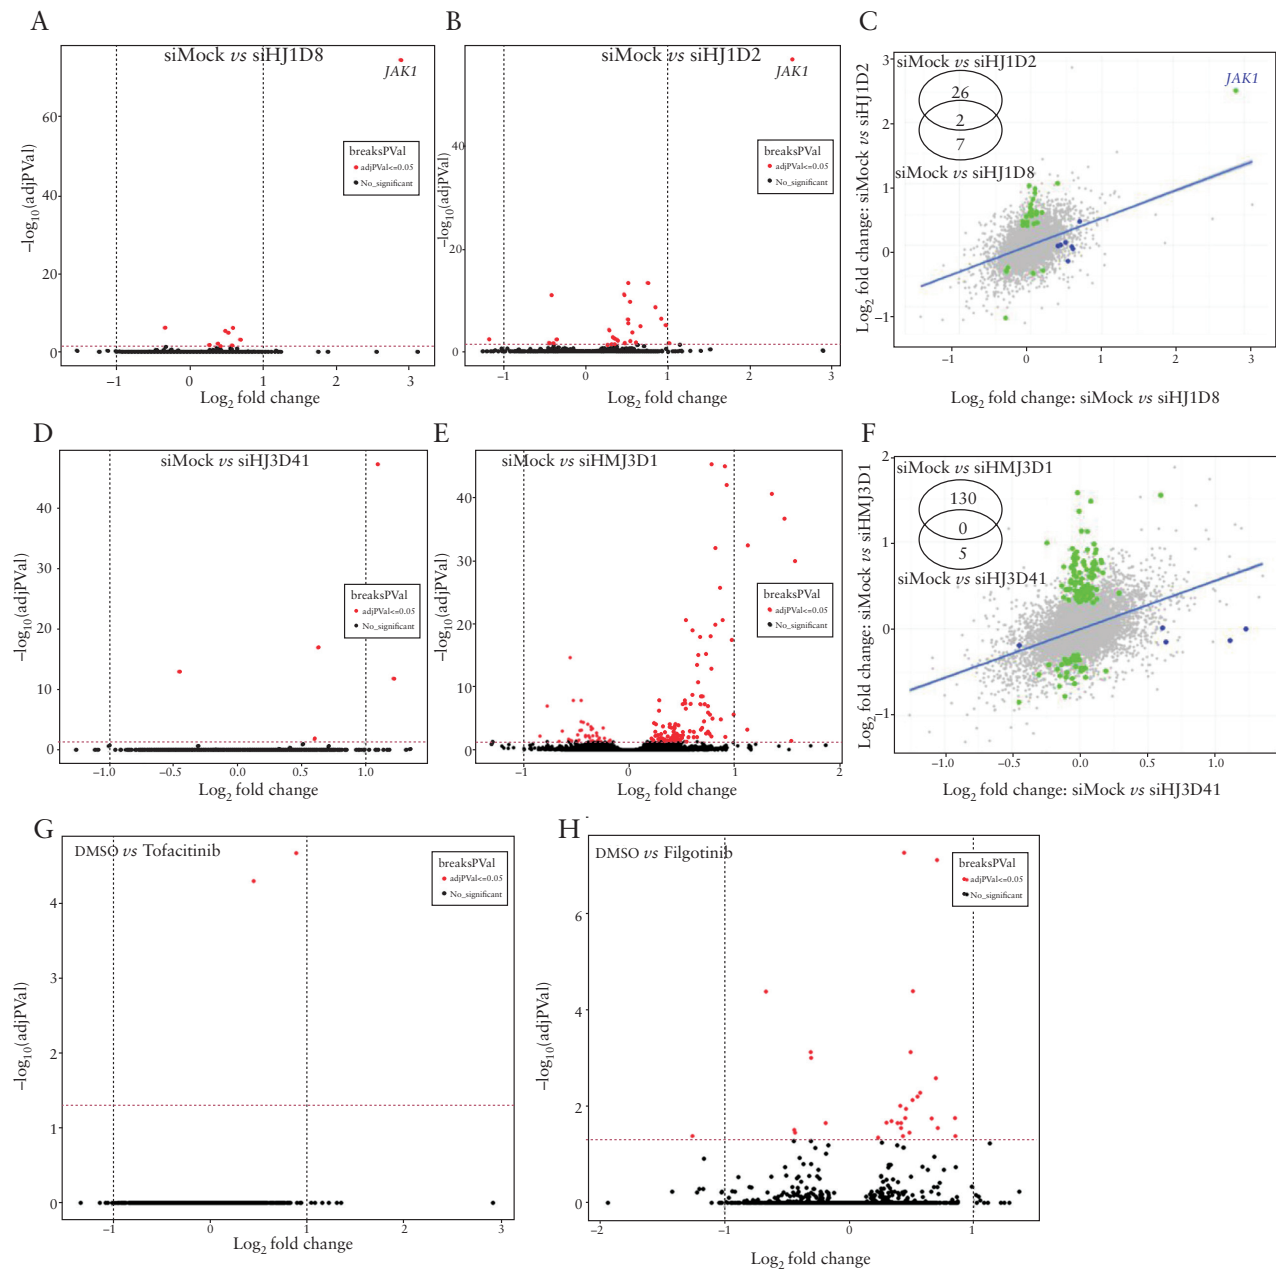 A
siMock vs siHJ1D8
JAK1
60
40
20
0
−log10(adjPVal)
breaksPVal
adjPVal<=0.05
No_significant
−1
0
1
2
3
Log2 fold change
B
siMock vs siHJ1D2
JAK1
40
20
0
−log10(adjPVal)
breaksPVal
adjPVal<=0.05
No_significant
−1
0
1
2
3
Log2 fold change
C
siMock vs siHJ1D2
26
2
7
siMock vs siHJ1D8
JAK1
3
2
1
0
−1
Log2 fold change: siMock vs siHJ1D2
−1
0
1
2
3
Log2 fold change: siMock vs siHJ1D8
D
siMock vs siHJ3D41
40
30
20
10
0
−log10(adjPVal)
breaksPVal
adjPVal<=0.05
No_significant
−1.0
−0.5
0.0
0.5
1.0
Log2 fold change
E
siMock vs siHMJ3D1
40
30
20
10
0
−log10(adjPVal)
breaksPVal
adjPVal<=0.05
No_significant
−1
0
1
2
Log2 fold change
F
siMock vs siHMJ3D1
130
0
5
siMock vs siHJ3D41
2
1
0
−1
Log2 fold change: siMock vs siHMJ3D1
−1.0
−0.5
0.0
0.5
1.0
Log2 fold change: siMock vs siHJ3D41
G
DMSO vs Tofacitinib
4
3
2
1
0
−log10(adjPVal)
breaksPVal
adjPVal<=0.05
No_significant
−1
0
1
2
3
Log2 fold change
H
DMSO vs Filgotinib
6
4
2
0
−log10(adjPVal)
breaksPVal
adjPVal<=0.05
No_significant
−2
−1
0
1
Log2 fold change